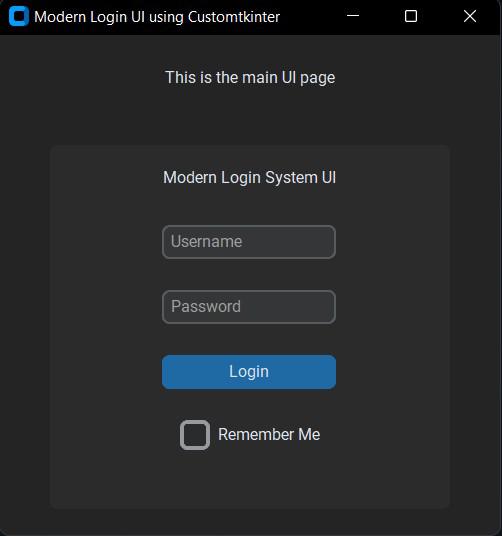 Modern Login UI using Customtkinter
This is the main UI page
Modern Login System UI
Username
Password
Login
Remember Me